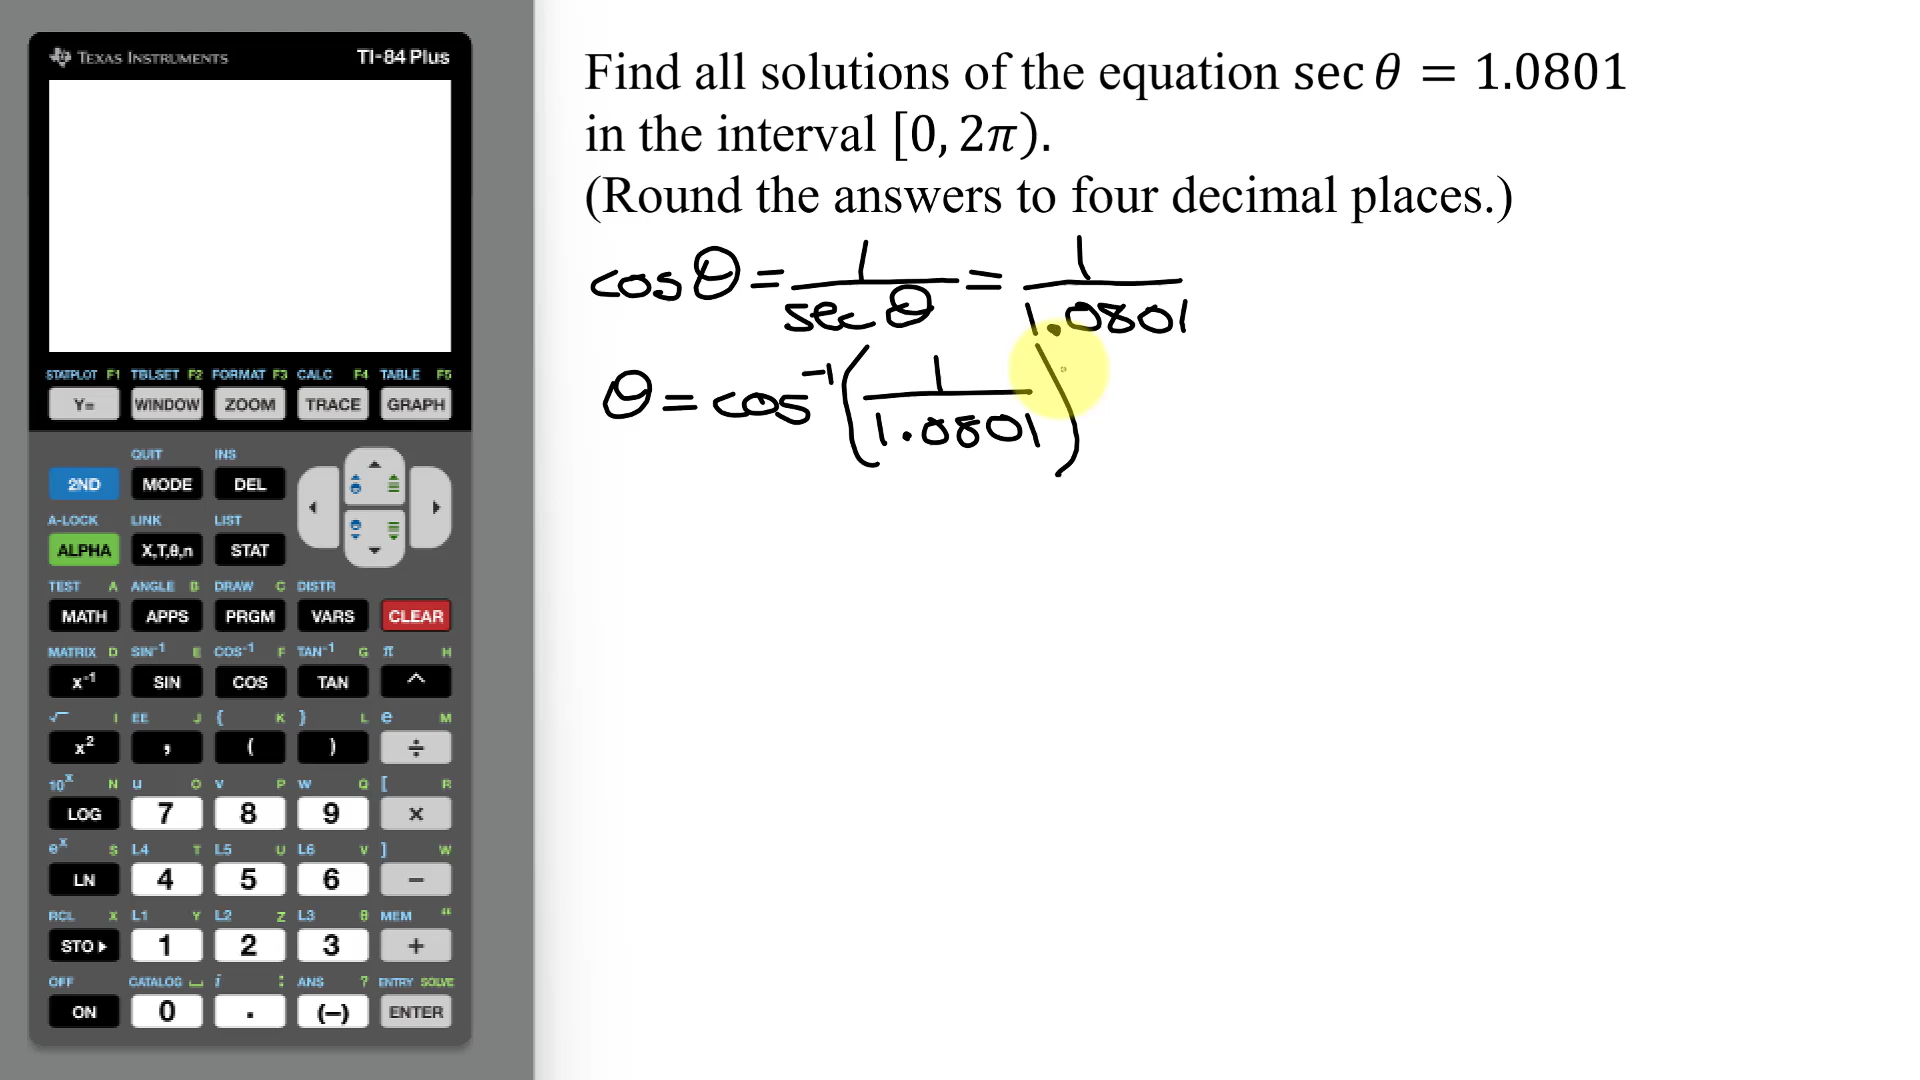 TEXAS INSTRUMENTS TI-84 Plus
STATPLOT F1 TBLSET F2 FORMAT F3 CALC F4 TABLE F5
Y= WINDOW ZOOM TRACE GRAPH
QUIT INS
2ND MODE DEL
A-LOCK LINK LIST
ALPHA X,T,θ,n STAT
TEST A ANGLE B DRAW C DISTR
MATH APPS PRGM VARS CLEAR
MATRIX D SIN⁻¹ E COS⁻¹ F TAN⁻¹ G π H
x⁻¹ SIN COS TAN ^
√‾ I EE J { K } L e M
x² , ( ) ÷
10ˣ N u O v P w Q [ R
LOG 7 8 9 ×
eˣ S L4 T L5 U L6 V ] W
LN 4 5 6 −
RCL X L1 Y L2 Z L3 θ MEM "
STO▸ 1 2 3 +
OFF CATALOG ⎵ i : ANS ? ENTRY SOLVE
ON 0 . (−) ENTER
Find all solutions of the equation sec θ = 1.0801
in the interval [0, 2π).
(Round the answers to four decimal places.)
cos θ = 1/sec θ = 1/1.0801
θ = cos⁻¹(1/1.0801)